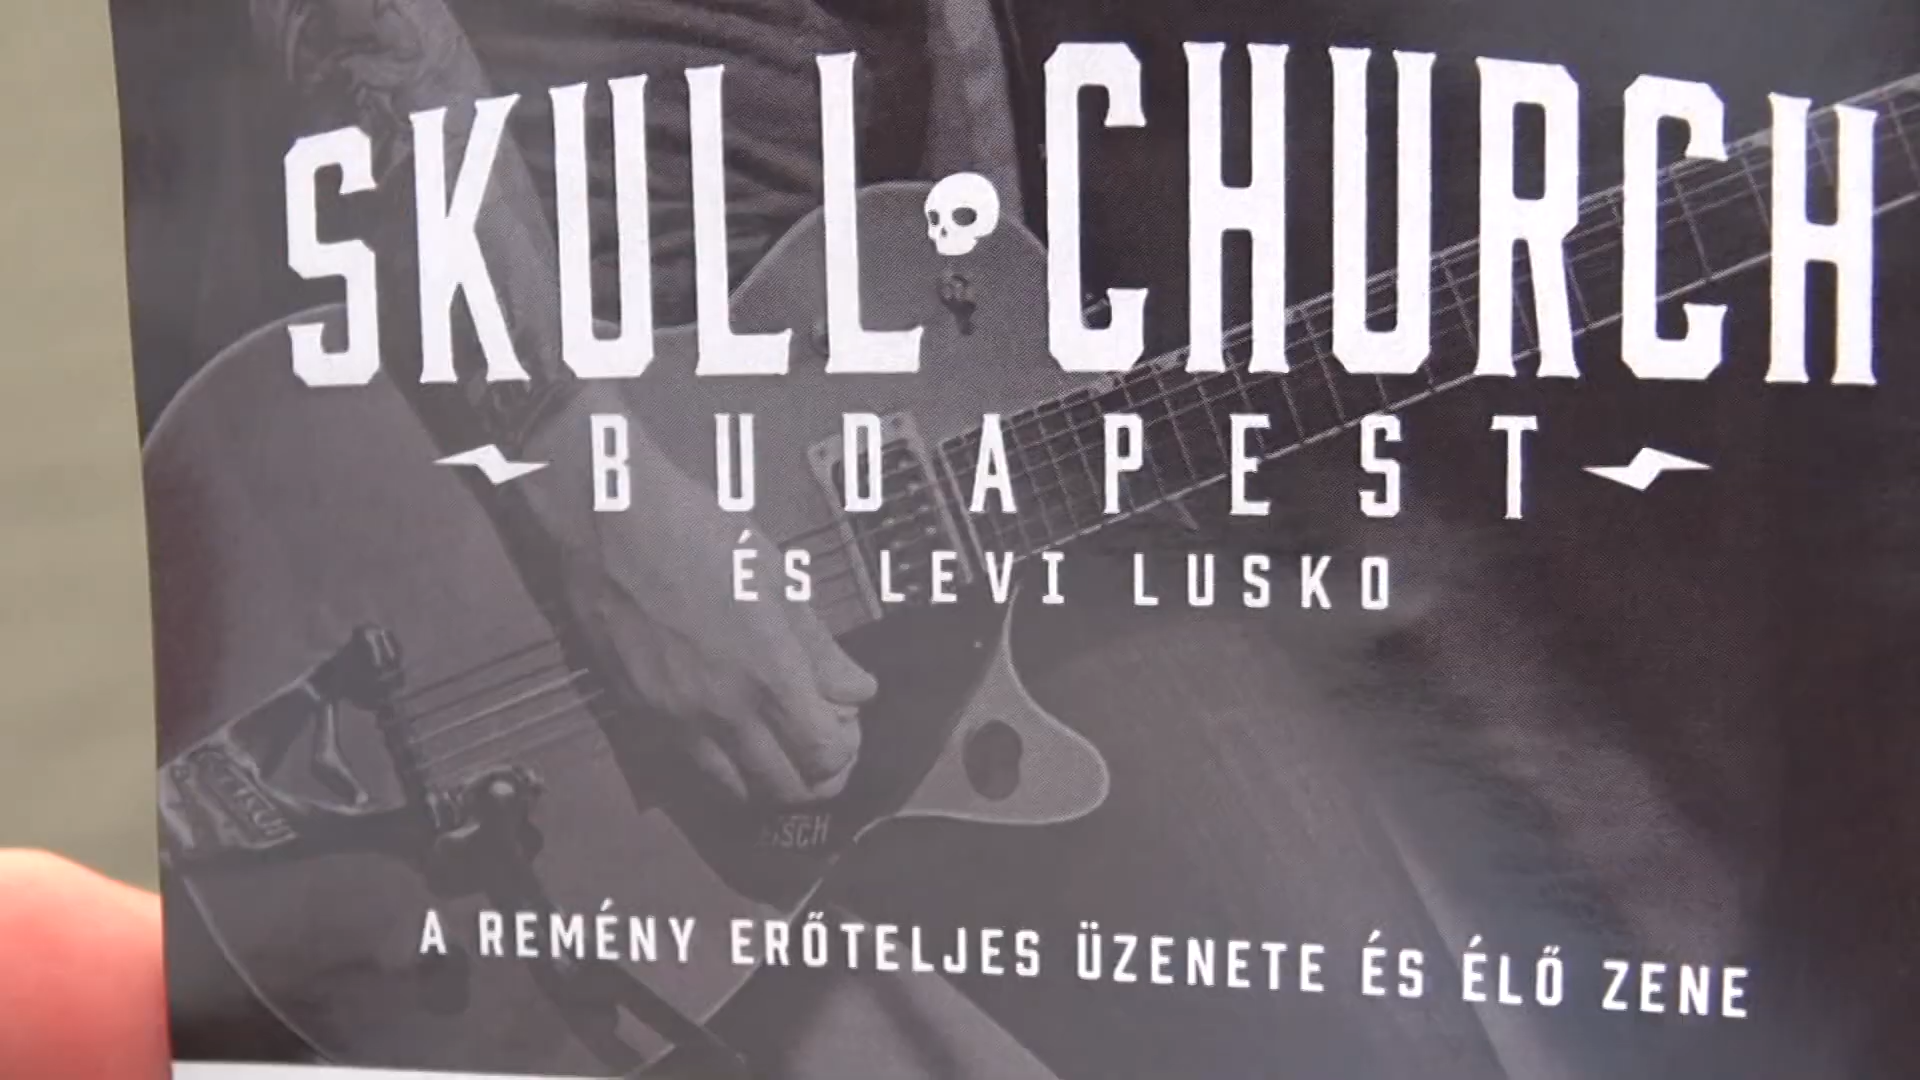 SKULL CHURCH
BUDAPEST
ÉS LEVI LUSKO
A REMÉNY ERŐTELJES ÜZENETE ÉS ÉLŐ ZENE